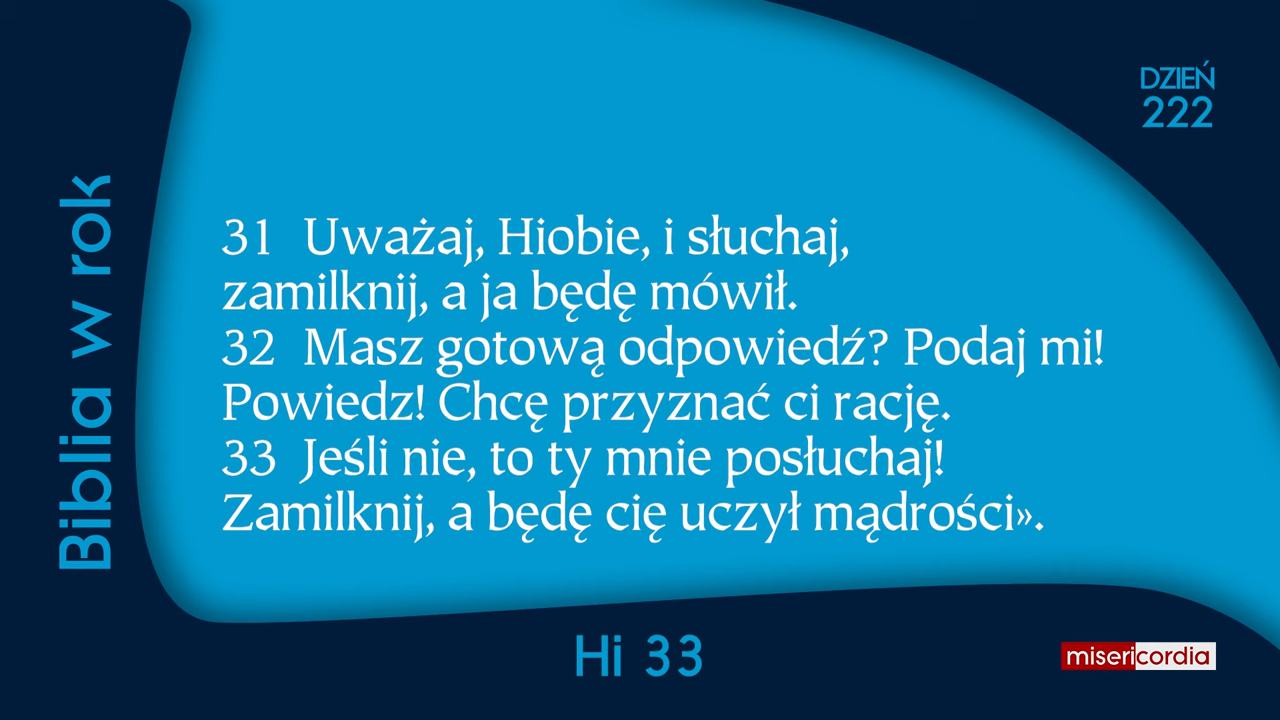 DZIEŃ
222
Biblia w rok
31 Uważaj, Hiobie, i słuchaj,
zamilknij, a ja będę mówił.
32 Masz gotową odpowiedź? Podaj mi!
Powiedz! Chcę przyznać ci rację.
33 Jeśli nie, to ty mnie posłuchaj!
Zamilknij, a będę cię uczył mądrości».
Hi 33
misericordia